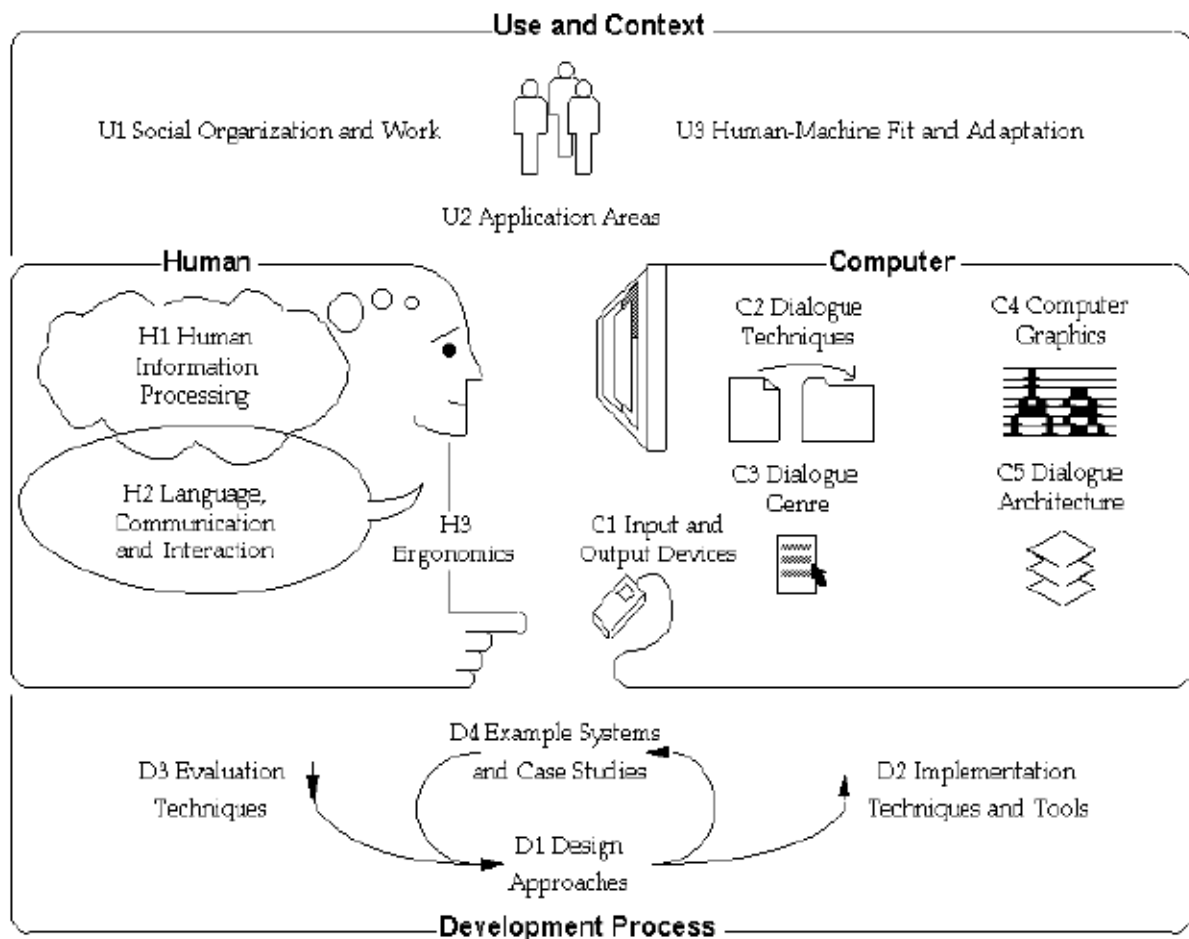 Use and Context
U1 Social Organization and Work
U3 Human-Machine Fit and Adaptation
U2 Application Areas
Human
H1 Human
Information
Processing
H2 Language,
Communication
and Interaction
H3
Ergonomics
Computer
C1 Input and
Output Devices
C2 Dialogue
Techniques
C3 Dialogue
Genre
C4 Computer
Graphics
C5 Dialogue
Architecture
D3 Evaluation
Techniques
D4 Example Systems
and Case Studies
D1 Design
Approaches
D2 Implementation
Techniques and Tools
Development Process